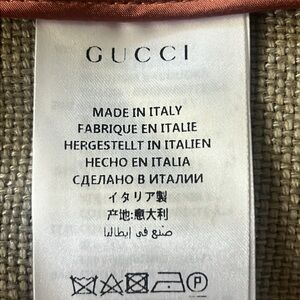 GUCCI
MADE IN ITALY
FABRIQUE EN ITALIE
HERGESTELLT IN ITALIEN
HECHO EN ITALIA
СДЕЛАНО В ИТАЛИИ
イタリア製
产地:意大利
صنع في إيطاليا
P